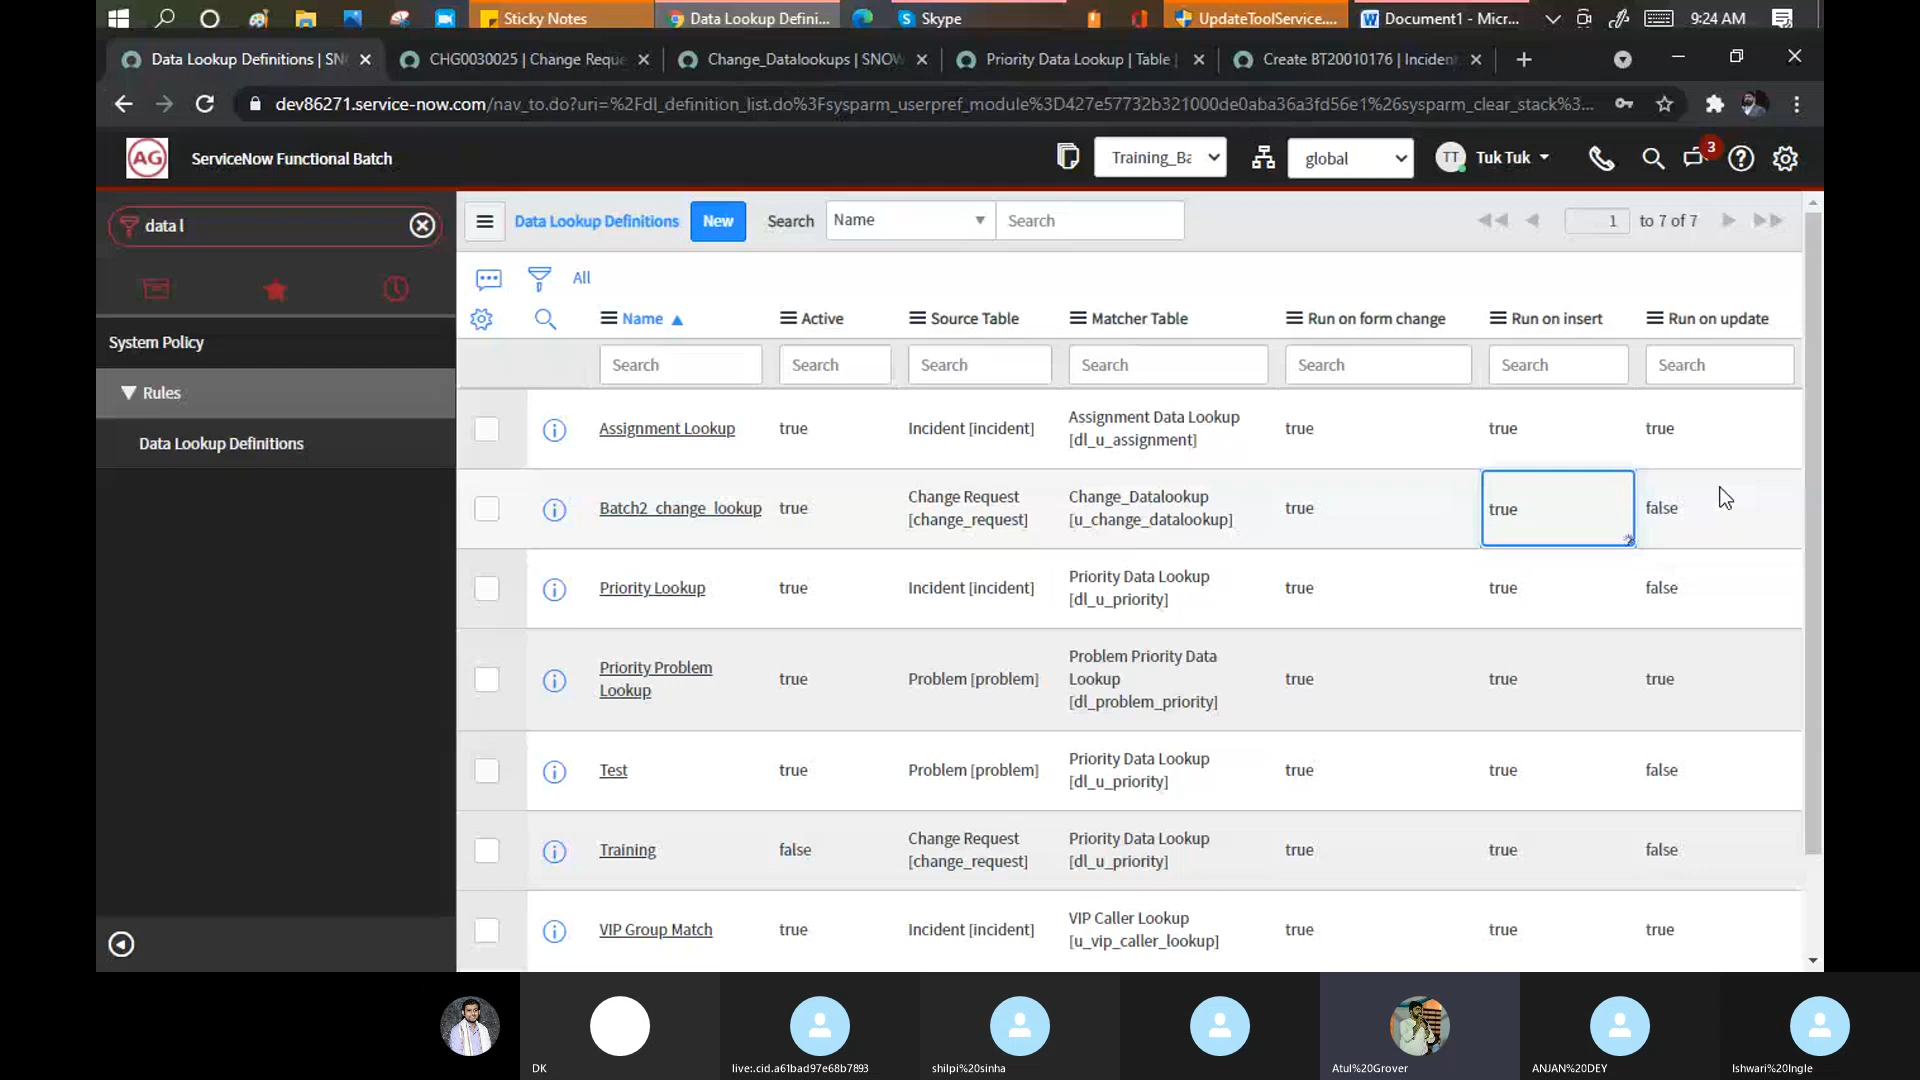 Sticky Notes
Data Lookup Defini...
Skype
UpdateToolService....
Document1 - Micr...
9:24 AM
Data Lookup Definitions | SN
CHG0030025 | Change Reque
Change_Datalookups | SNOW
Priority Data Lookup | Table
Create BT20010176 | Incident
dev86271.service-now.com/nav_to.do?uri=%2Fdl_definition_list.do%3Fsysparm_userpref_module%3D427e57732b321000de0aba36a3fd56e1%26sysparm_clear_stack%3...
AG
ServiceNow Functional Batch
Training_Ba
global
TT
Tuk Tuk
3
data l
Data Lookup Definitions
New
Search
Name
Search
1
to 7 of 7
All
System Policy
Rules
Data Lookup Definitions
Name Active Source Table Matcher Table Run on form change Run on insert Run on update
Search Search Search Search Search Search Search
Assignment Lookup true Incident [incident] Assignment Data Lookup [dl_u_assignment] true true true
Batch2_change_lookup true Change Request [change_request] Change_Datalookup [u_change_datalookup] true true false
Priority Lookup true Incident [incident] Priority Data Lookup [dl_u_priority] true true false
Priority Problem Lookup true Problem [problem] Problem Priority Data Lookup [dl_problem_priority] true true true
Test true Problem [problem] Priority Data Lookup [dl_u_priority] true true false
Training false Change Request [change_request] Priority Data Lookup [dl_u_priority] true true false
VIP Group Match true Incident [incident] VIP Caller Lookup [u_vip_caller_lookup] true true true
DK
live:.cid.a61bad97e68b7893
shilpi%20sinha
Atul%20Grover
ANJAN%20DEY
Ishwari%20Ingle